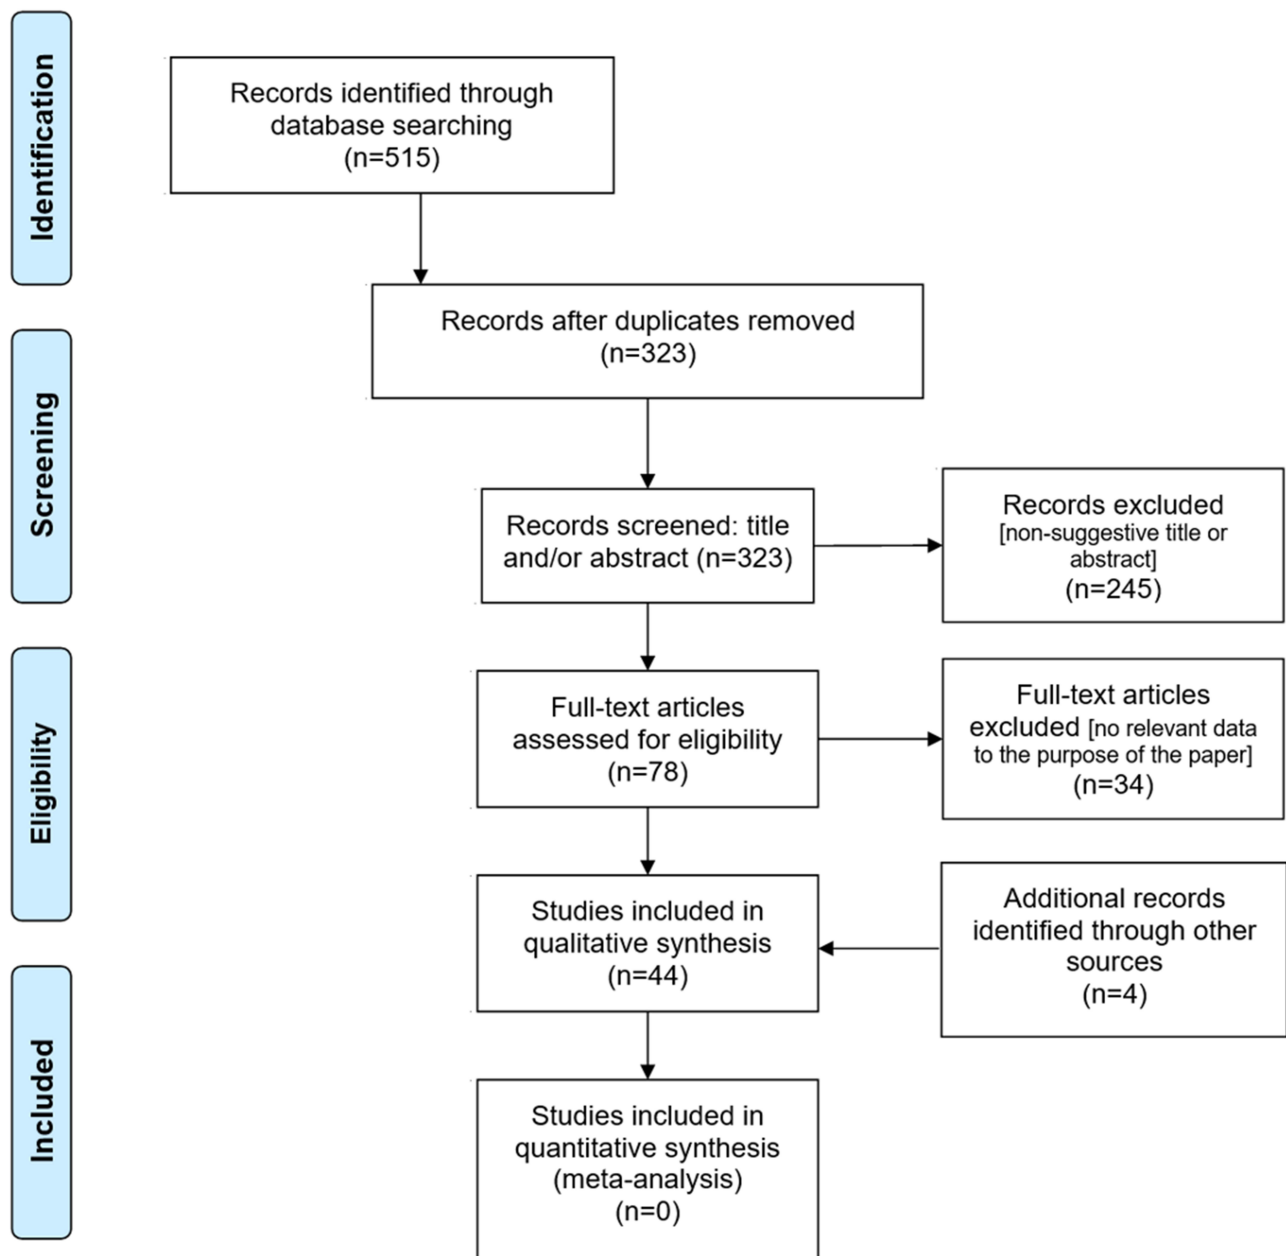 Identification
Records identified through
database searching
(n=515)
Records after duplicates removed
(n=323)
Screening
Records screened: title
and/or abstract (n=323)
Records excluded
[non-suggestive title or
abstract]
(n=245)
Eligibility
Full-text articles
assessed for eligibility
(n=78)
Full-text articles
excluded [no relevant data
to the purpose of the paper]
(n=34)
Studies included in
qualitative synthesis
(n=44)
Additional records
identified through other
sources
(n=4)
Included
Studies included in
quantitative synthesis
(meta-analysis)
(n=0)